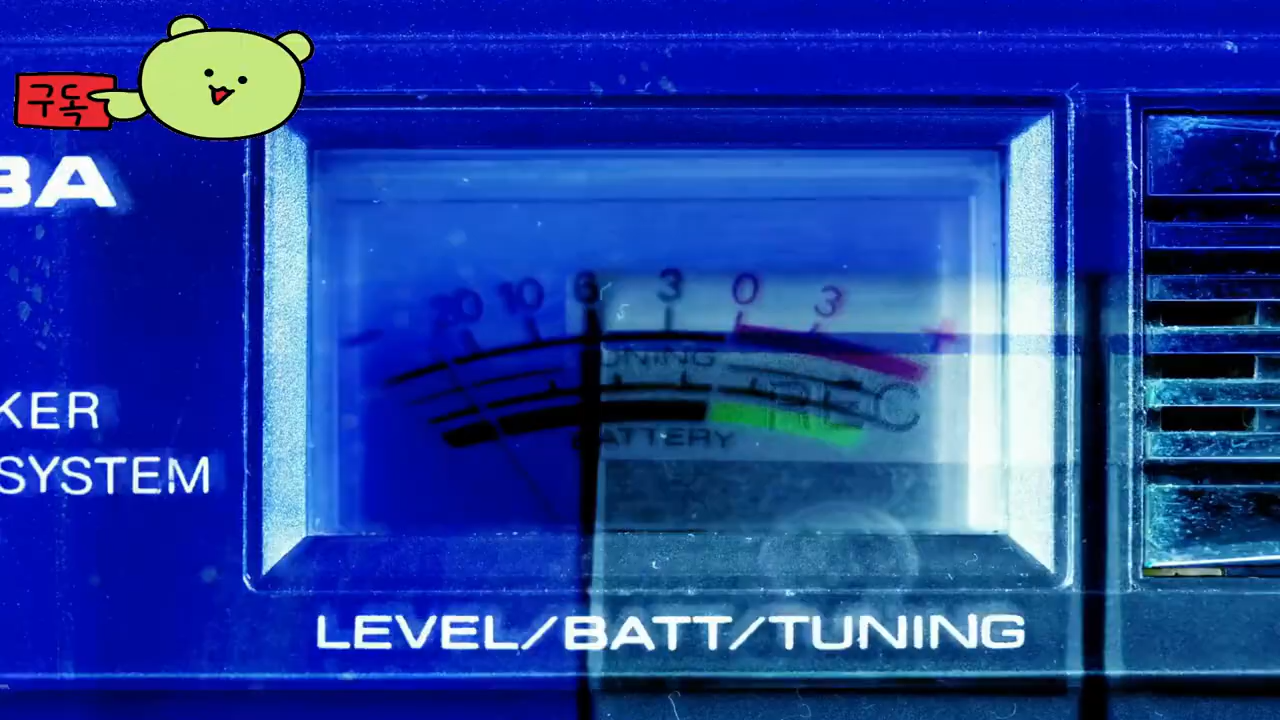 구독
BA
KER
SYSTEM
20 10 6 3 0 3 +
TUNING
REC
BATTERY
LEVEL/BATT/TUNING